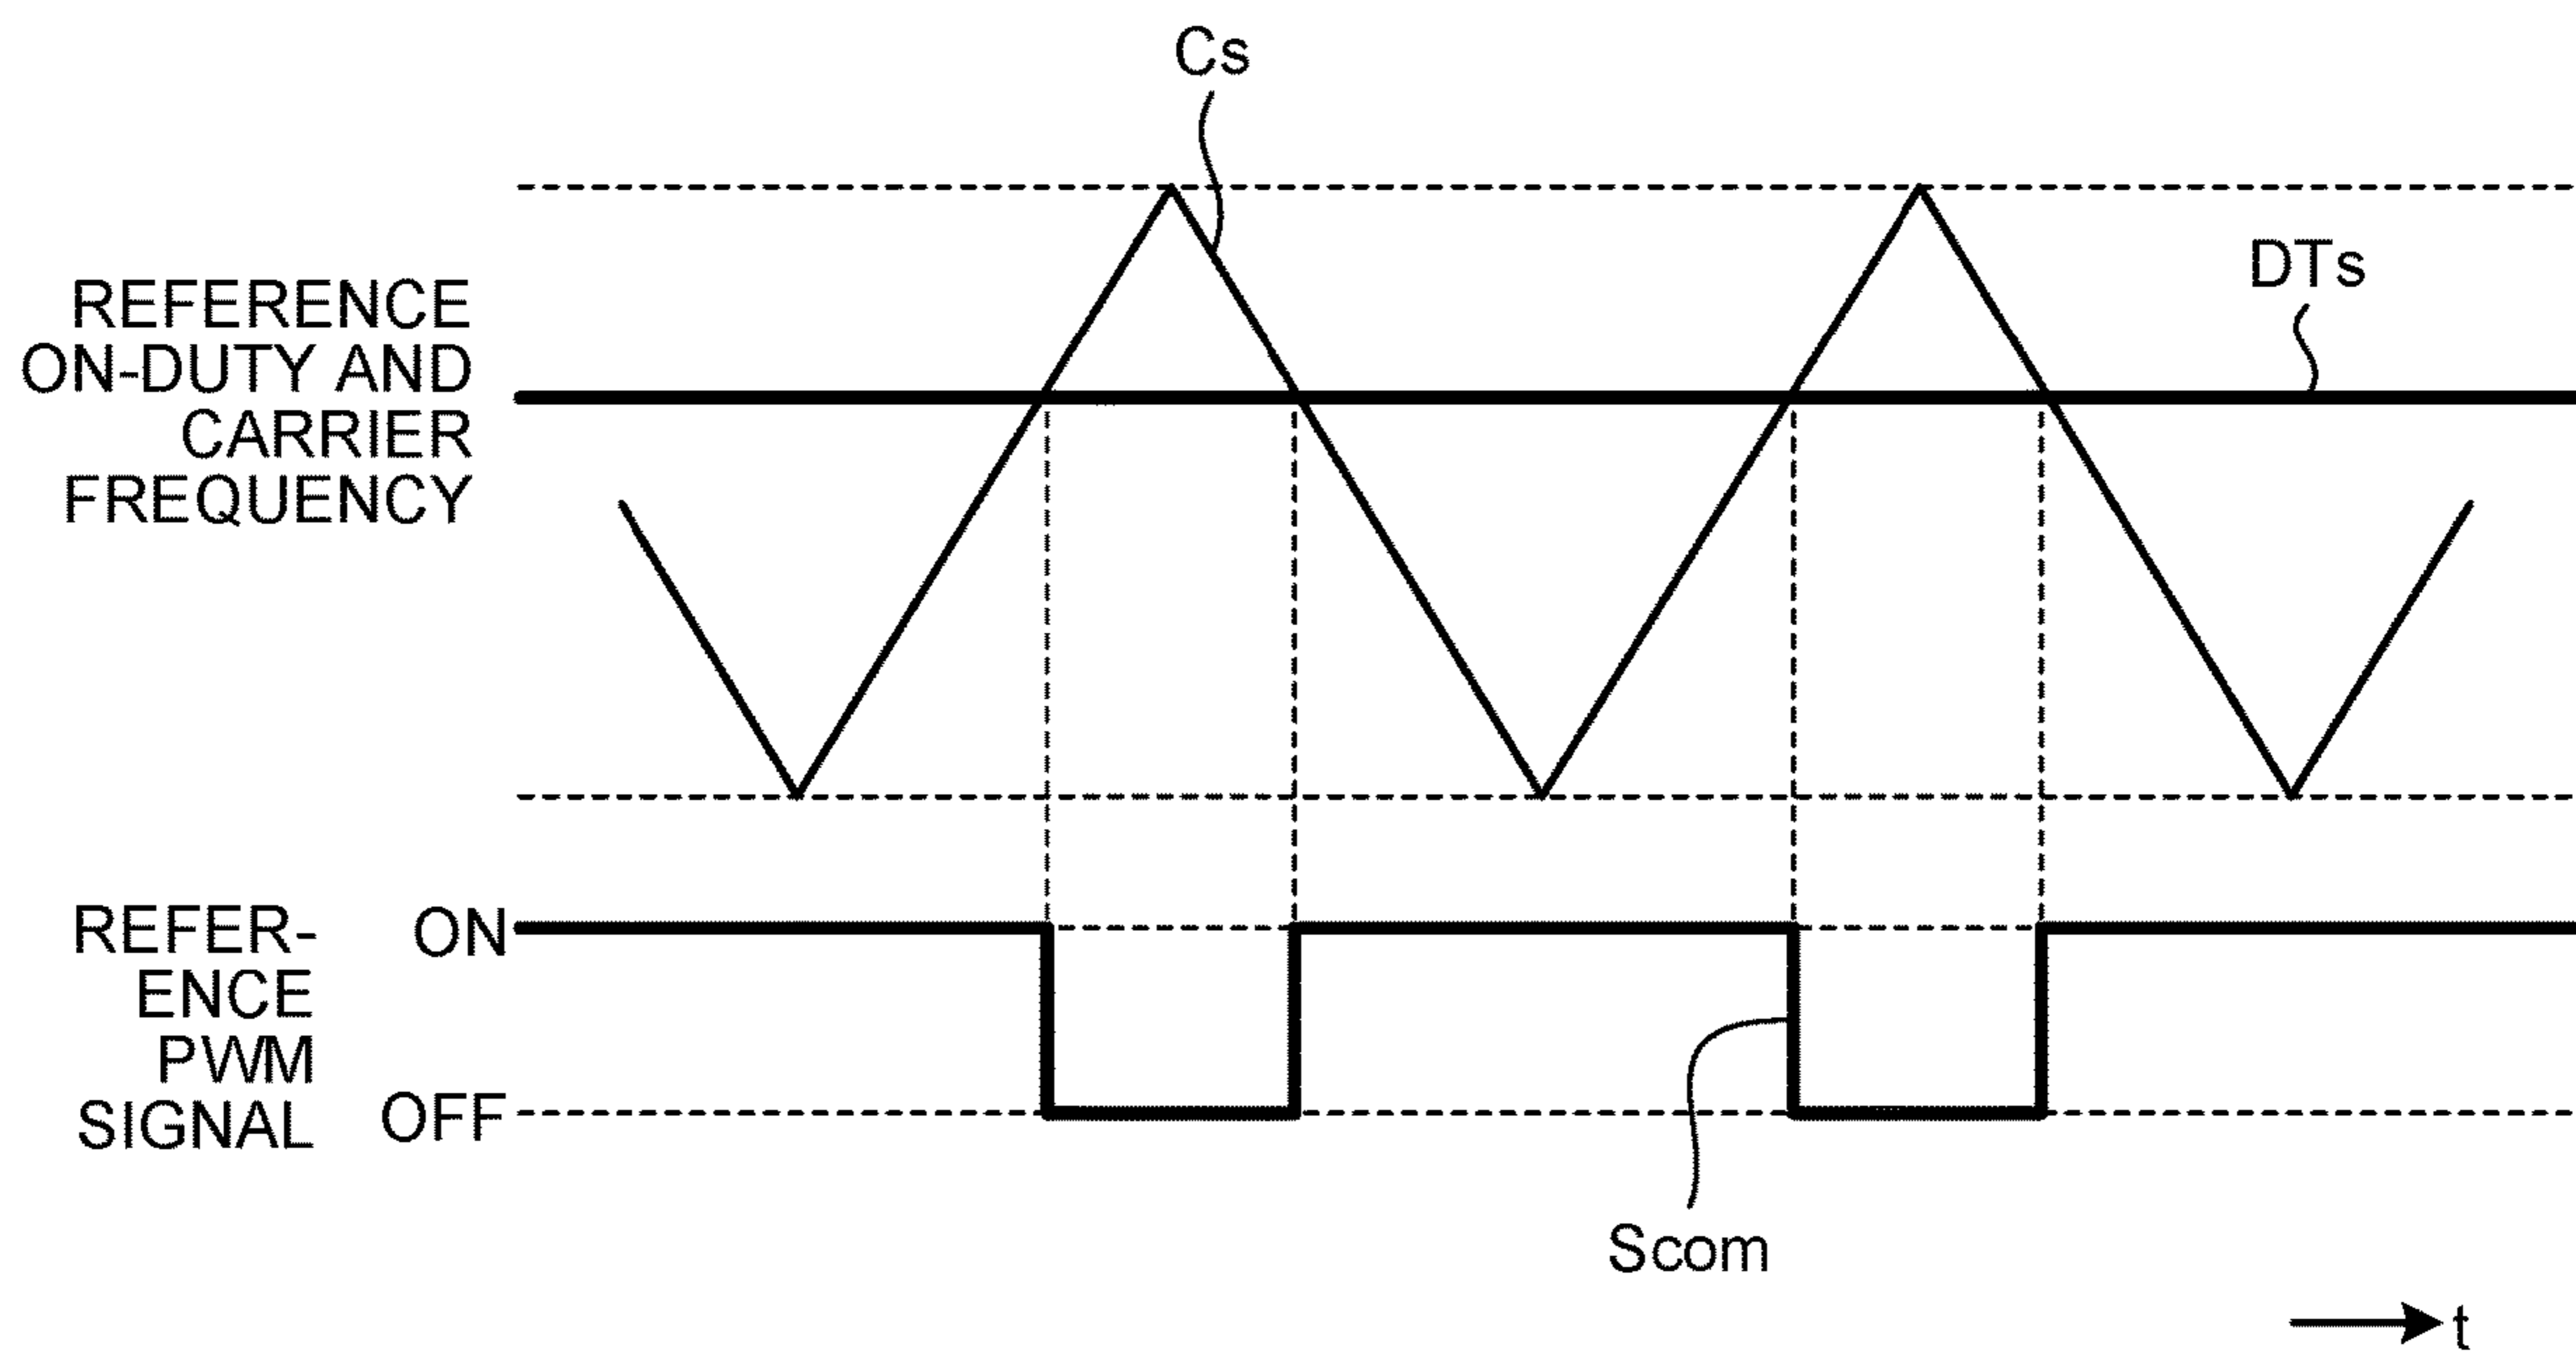 Cs
DTs
REFERENCE
ON-DUTY AND
CARRIER
FREQUENCY
REFER-
ENCE
PWM
SIGNAL
ON
OFF
Scom
t